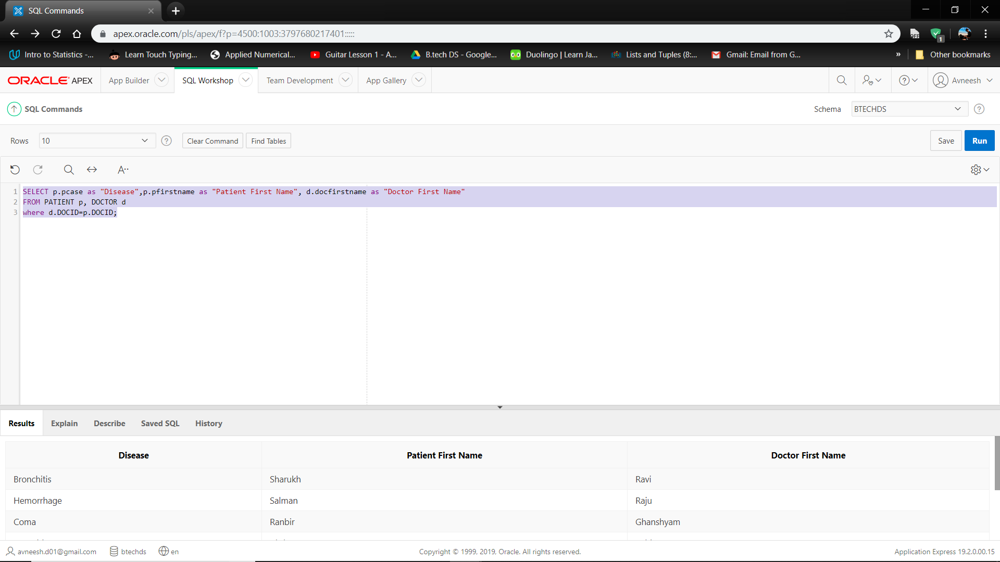 SQL Commands
apex.oracle.com/pls/apex/f?p=4500:1003:3797680217401:::::
OFF
1
Intro to Statistics -...
Learn Touch Typing...
Applied Numerical...
Guitar Lesson 1 - A...
B.tech DS - Google...
Duolingo | Learn Ja...
Lists and Tuples (8:...
Gmail: Email from G...
»
Other bookmarks
ORACLE APEX
App Builder
SQL Workshop
Team Development
App Gallery
Avneesh
SQL Commands
Schema
BTECHDS
Rows
10
Clear Command
Find Tables
Save
Run
A
1 SELECT p.pcase as "Disease",p.pfirstname as "Patient First Name", d.docfirstname as "Doctor First Name"
2 FROM PATIENT p, DOCTOR d
3 where d.DOCID=p.DOCID;
Results
Explain
Describe
Saved SQL
History
Disease Patient First Name Doctor First Name
Bronchitis Sharukh Ravi
Hemorrhage Salman Raju
Coma Ranbir Ghanshyam
avneesh.d01@gmail.com
btechds
en
Copyright © 1999, 2019, Oracle. All rights reserved.
Application Express 19.2.0.00.15